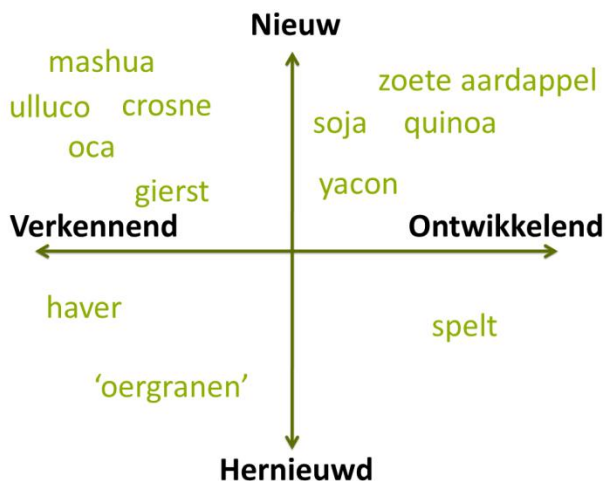 Nieuw
mashua
zoete aardappel
ulluco crosne
soja quinoa
oca
gierst
yacon
Verkennend
Ontwikkelend
haver
spelt
‘oergranen’
Hernieuwd